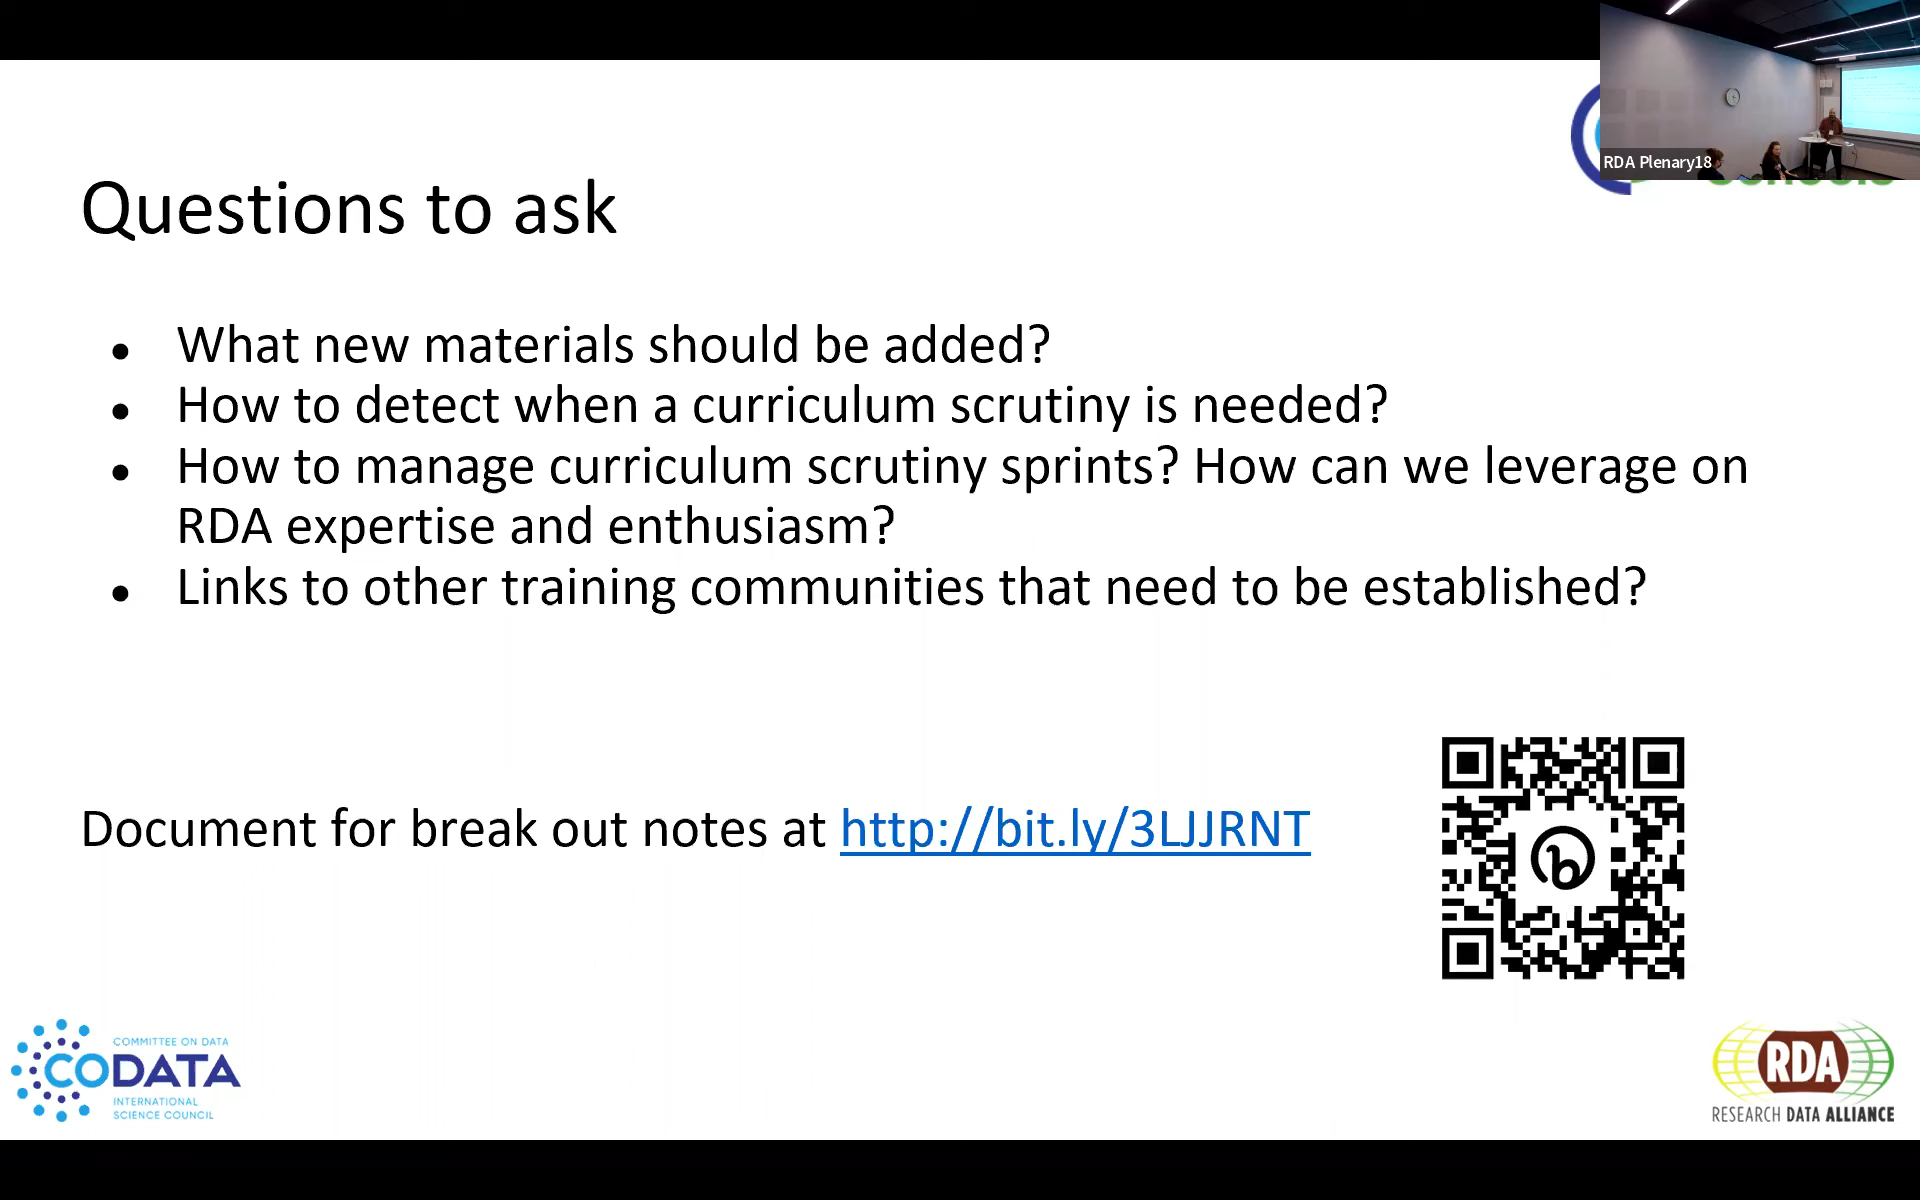 RDA Plenary18
Questions to ask
What new materials should be added?
How to detect when a curriculum scrutiny is needed?
How to manage curriculum scrutiny sprints? How can we leverage on
RDA expertise and enthusiasm?
Links to other training communities that need to be established?
Document for break out notes at http://bit.ly/3LJJRNT
COMMITTEE ON DATA
CODATA
INTERNATIONAL
SCIENCE COUNCIL
RDA
RESEARCH DATA ALLIANCE